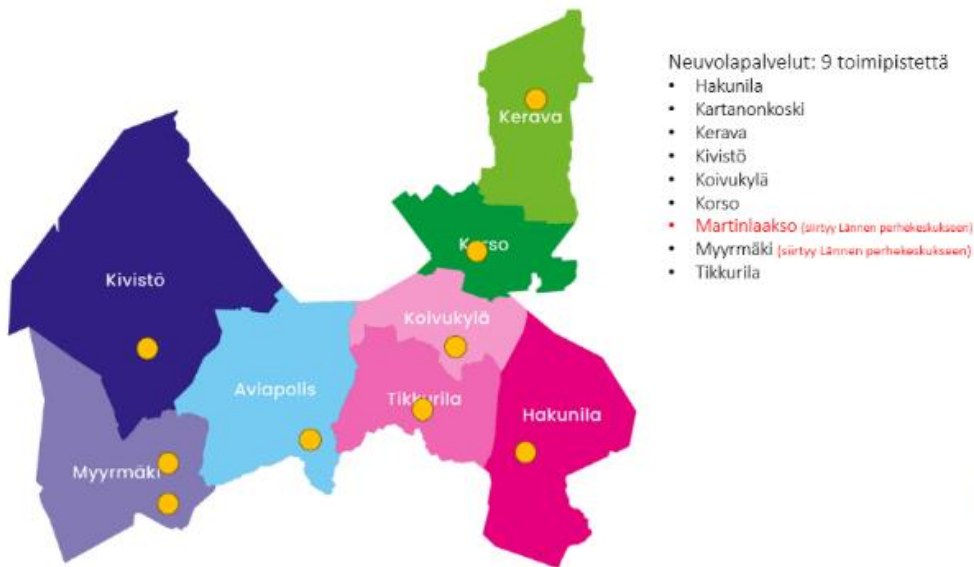 Neuvolapalvelut: 9 toimipistettä
• Hakunila
• Kartanonkoski
• Kerava
• Kivistö
• Koivukylä
• Korso
• Martinlaakso (siirtyy Lännen perhekeskukseen)
• Myyrmäki (siirtyy Lännen perhekeskukseen)
• Tikkurila
Kerava
Korso
Kivistö
Koivukylä
Aviapolis
Tikkurila
Hakunila
Myyrmäki